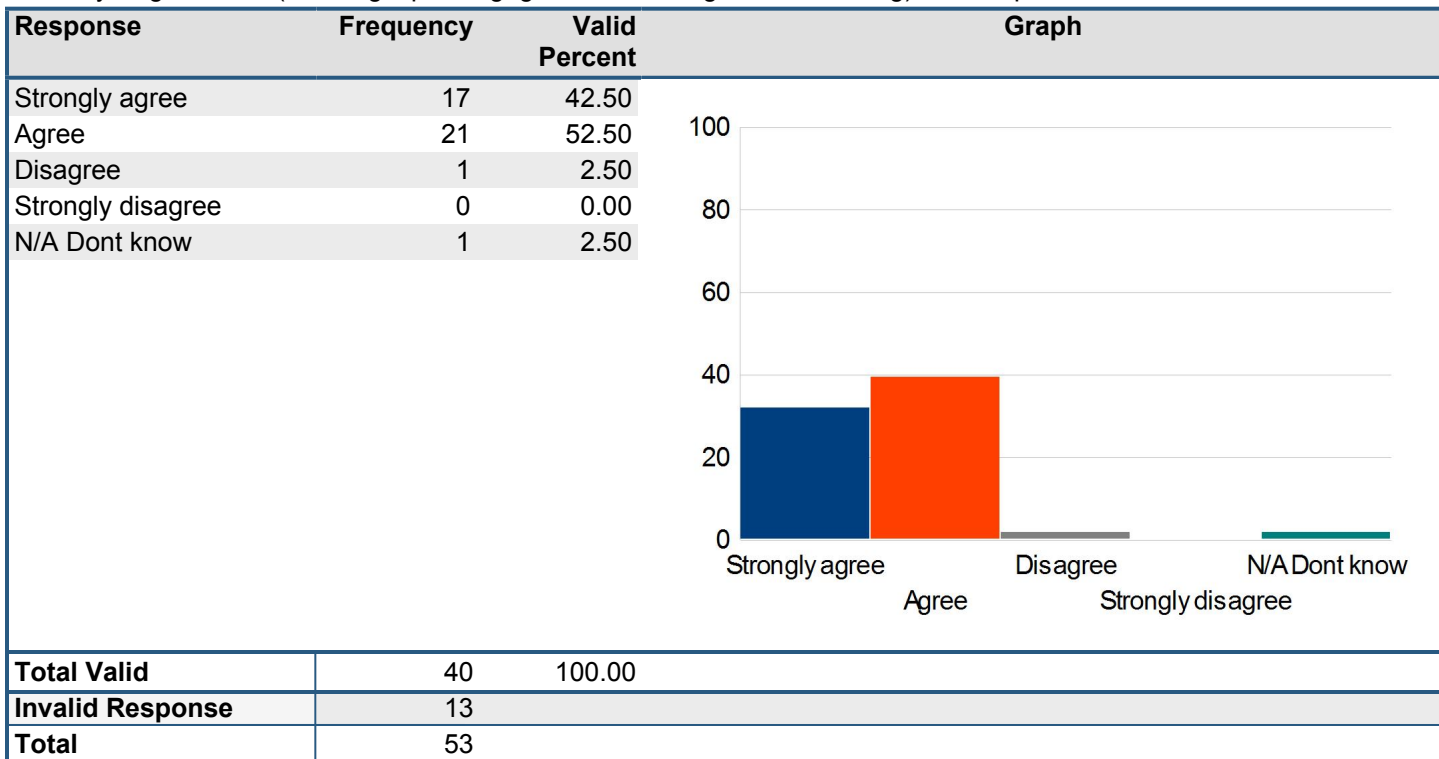 Response Frequency Valid Percent Graph
Strongly agree 17 42.50
Agree 21 52.50
Disagree 1 2.50
Strongly disagree 0 0.00
N/A Dont know 1 2.50
100
80
60
40
20
0
Strongly agree Disagree N/A Dont know
Agree Strongly disagree
Total Valid 40 100.00
Invalid Response 13
Total 53